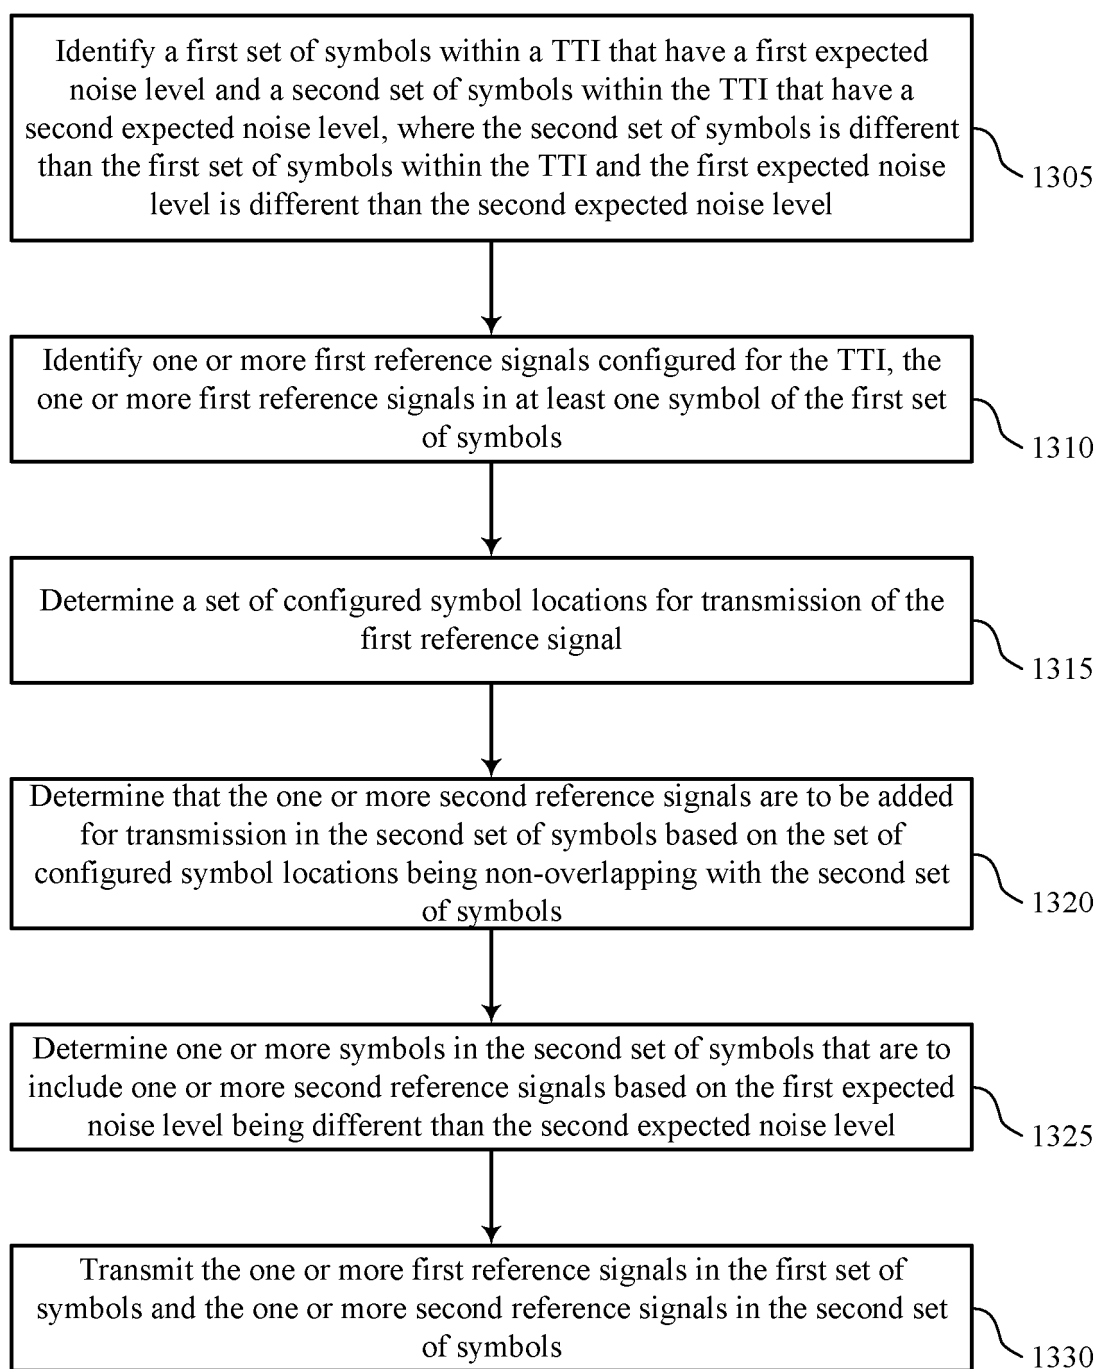 Identify a first set of symbols within a TTI that have a first expected
noise level and a second set of symbols within the TTI that have a
second expected noise level, where the second set of symbols is different
than the first set of symbols within the TTI and the first expected noise
level is different than the second expected noise level
1305
Identify one or more first reference signals configured for the TTI, the
one or more first reference signals in at least one symbol of the first set
of symbols
1310
Determine a set of configured symbol locations for transmission of the
first reference signal
1315
Determine that the one or more second reference signals are to be added
for transmission in the second set of symbols based on the set of
configured symbol locations being non-overlapping with the second set
of symbols
1320
Determine one or more symbols in the second set of symbols that are to
include one or more second reference signals based on the first expected
noise level being different than the second expected noise level
1325
Transmit the one or more first reference signals in the first set of
symbols and the one or more second reference signals in the second set
of symbols
1330